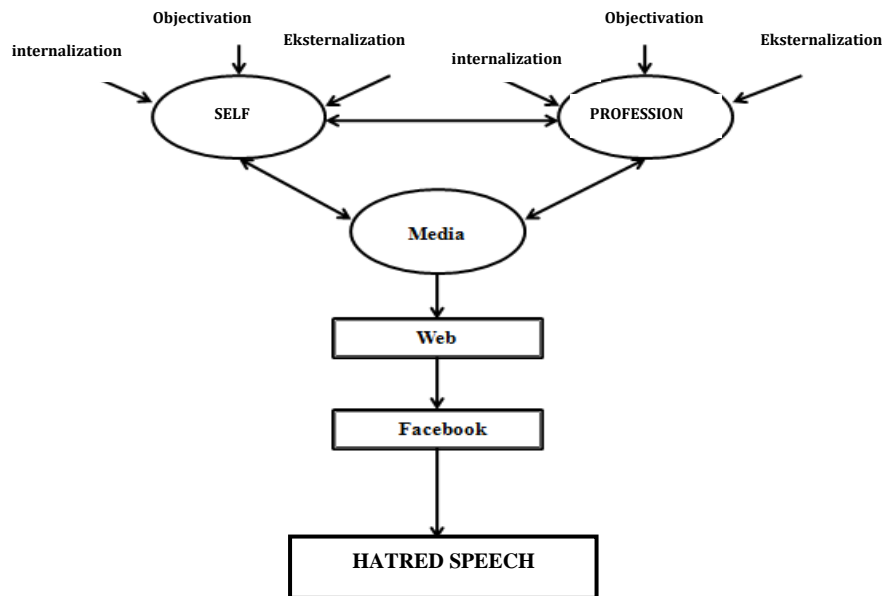 Objectivation
Objectivation
internalization
Eksternalization
internalization
Eksternalization
SELF
PROFESSION
Media
Web
Facebook
HATRED SPEECH